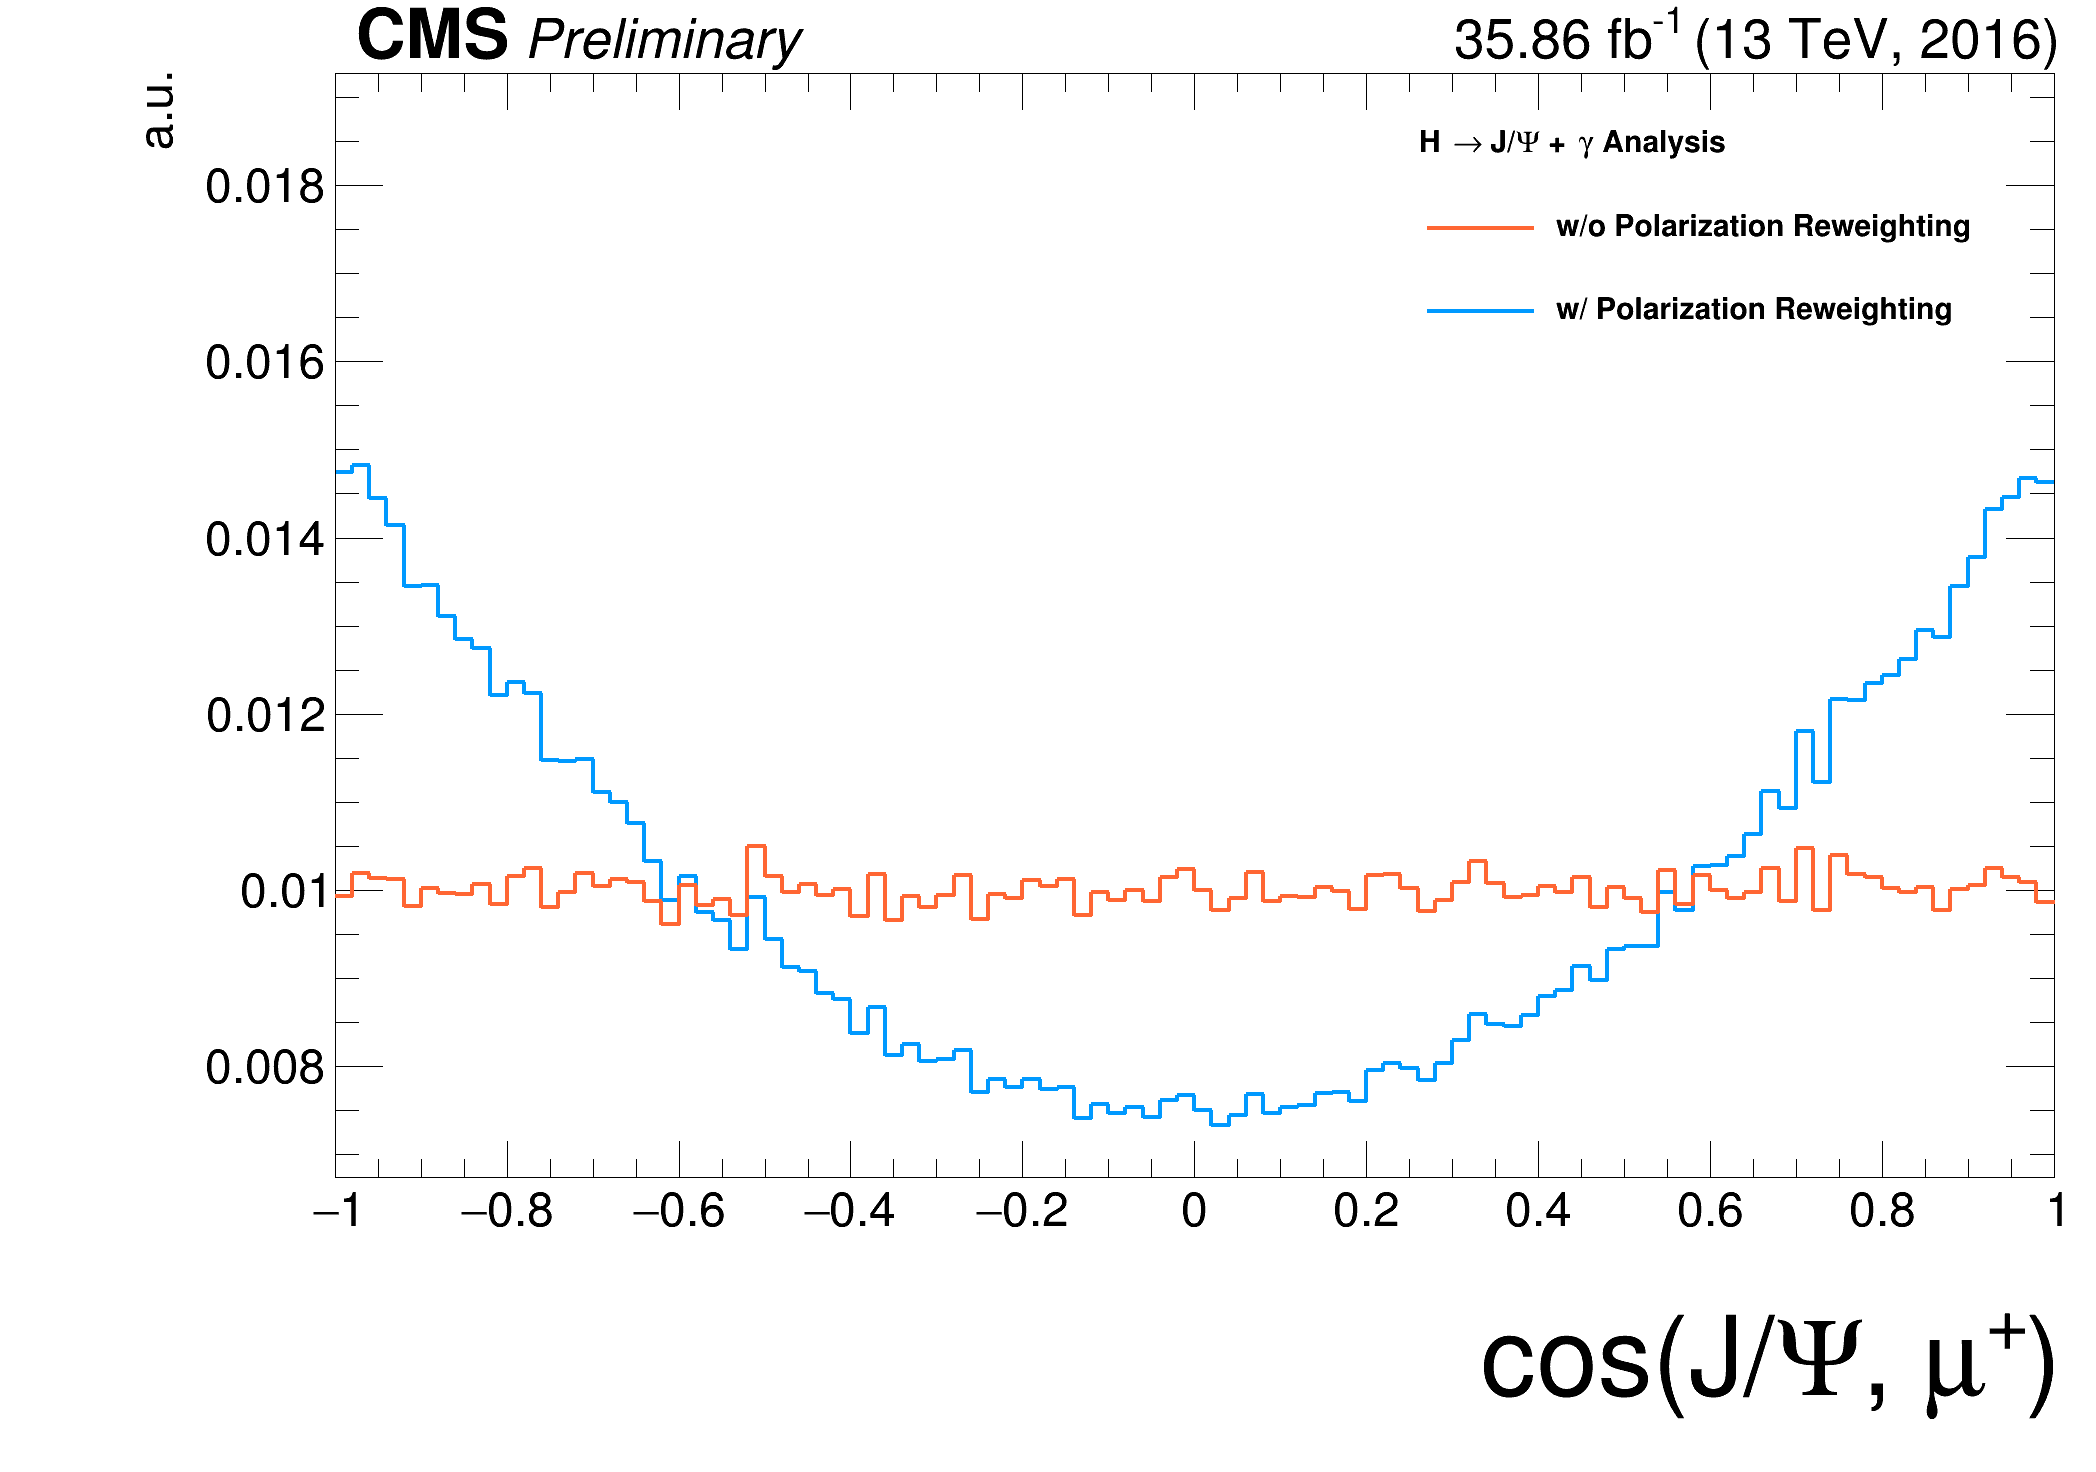 CMS Preliminary
35.86 fb-1 (13 TeV, 2016)
a.u.
H → J/Ψ + γ Analysis
w/o Polarization Reweighting
w/ Polarization Reweighting
0.018
0.016
0.014
0.012
0.01
0.008
−1 −0.8 −0.6 −0.4 −0.2 0 0.2 0.4 0.6 0.8 1
cos(J/Ψ, μ+)